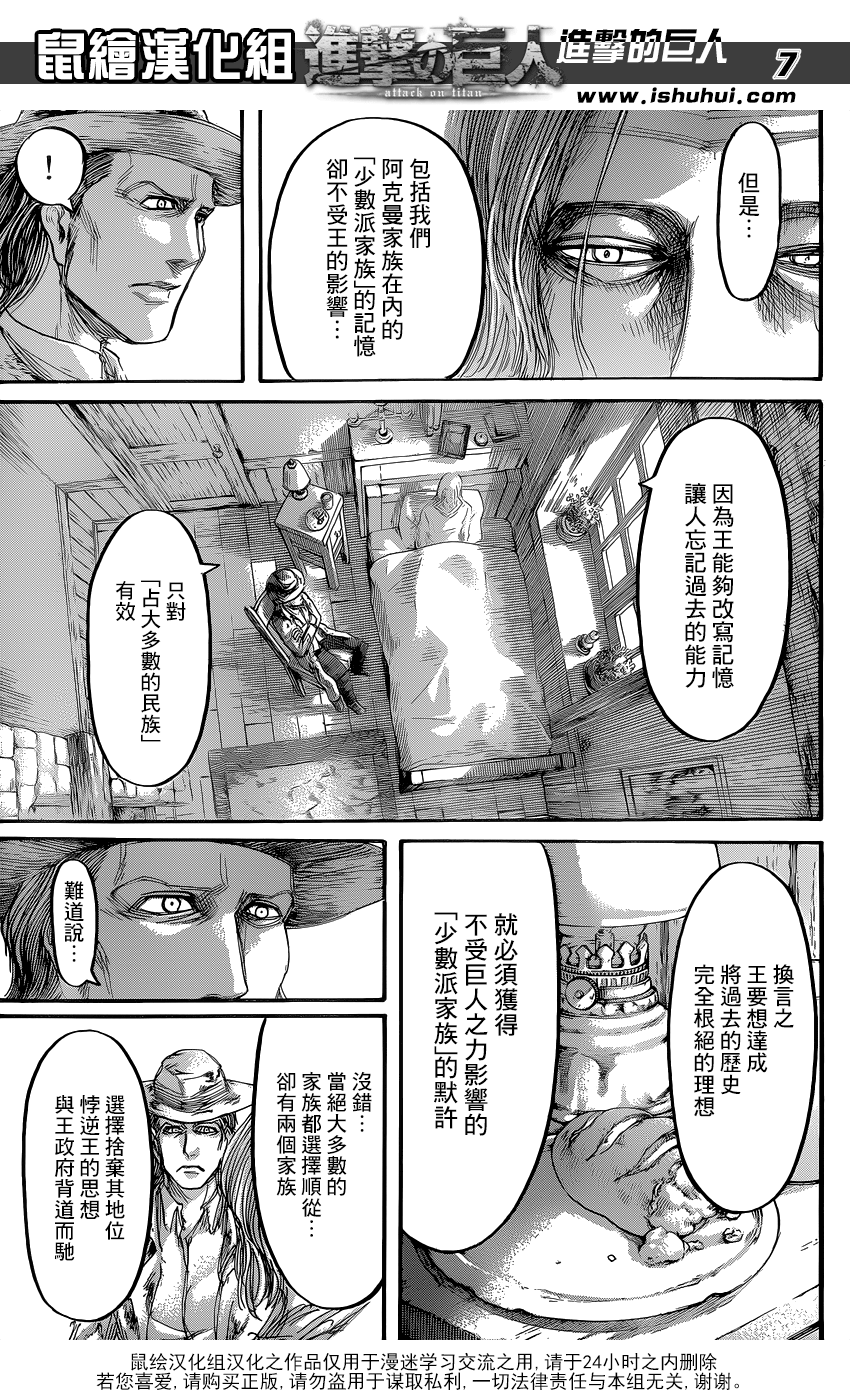 鼠繪漢化組
進撃の巨人
attack on titan
進擊的巨人
7
www.ishuhui.com
但是…
包括我們
阿克曼家族在內的
「少數派家族」的記憶
卻不受王的影響…
！
因為王能夠改寫記憶
讓人忘記過去的能力
只對
「占大多數的民族」
有效
換言之
王要想達成
將過去的歷史
完全根絕的理想
就必須獲得
不受巨人之力影響的
「少數派家族」的默許
難道說…
沒錯…
當絕大多數的
家族都選擇順從…
卻有兩個家族
選擇捨棄其地位
悖逆王的思想
與王政府背道而馳
鼠绘汉化组汉化之作品仅用于漫迷学习交流之用, 请于24小时之内删除
若您喜爱, 请购买正版, 请勿盗用于谋取私利, 一切法律责任与本组无关, 谢谢。